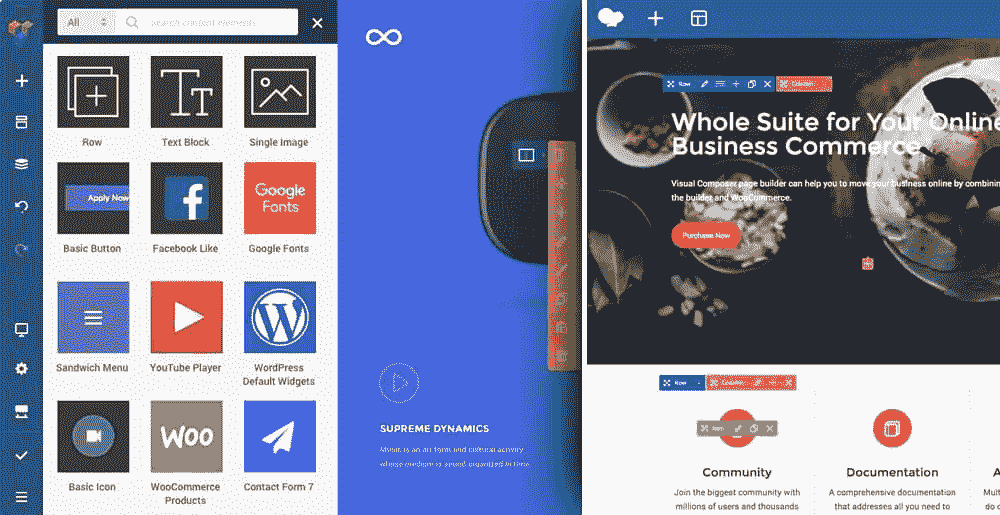 All
search content elements
Row
Text Block
Single Image
Apply Now
Google
Fonts
Basic Button
Facebook Like
Google Fonts
Sandwich Menu
YouTube Player
WordPress
Default Widgets
WOO
Basic Icon
WooCommerce
Products
Contact Form 7
SUPREME DYNAMICS
Music is an art form and cultural activity
whose medium is sound organized in time.
Row
Column
Whole Suite for Your Online
Business Commerce
Visual Composer page builder can help you to move your business online by combining
the builder and WooCommerce.
Purchase Now
Row
Column
Icon
Community
Join the biggest community with
millions of users and thousands
Documentation
A comprehensive documentation
that addresses all you need to
A
Mult
do c